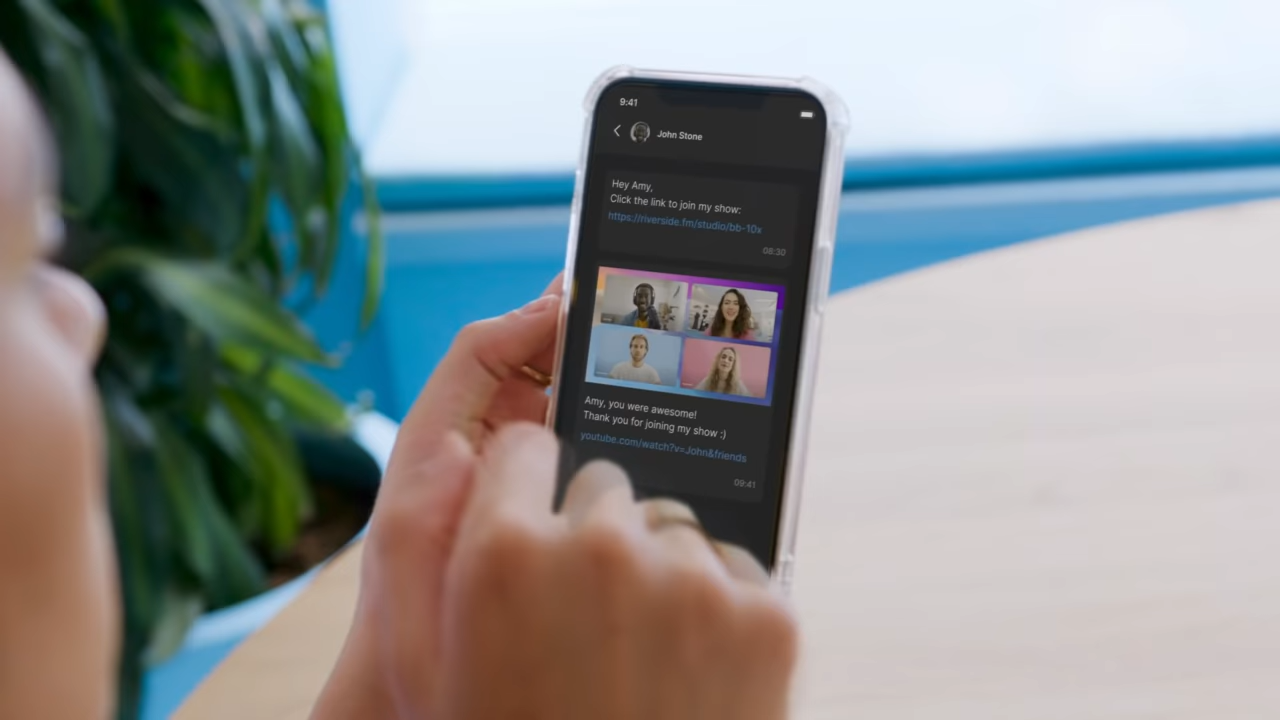 9:41
John Stone
Hey Amy,
Click the link to join my show:
https://riverside.fm/studio/bb-10x
08:30
Amy, you were awesome!
Thank you for joining my show :)
youtube.com/watch?v=John&friends
09:41